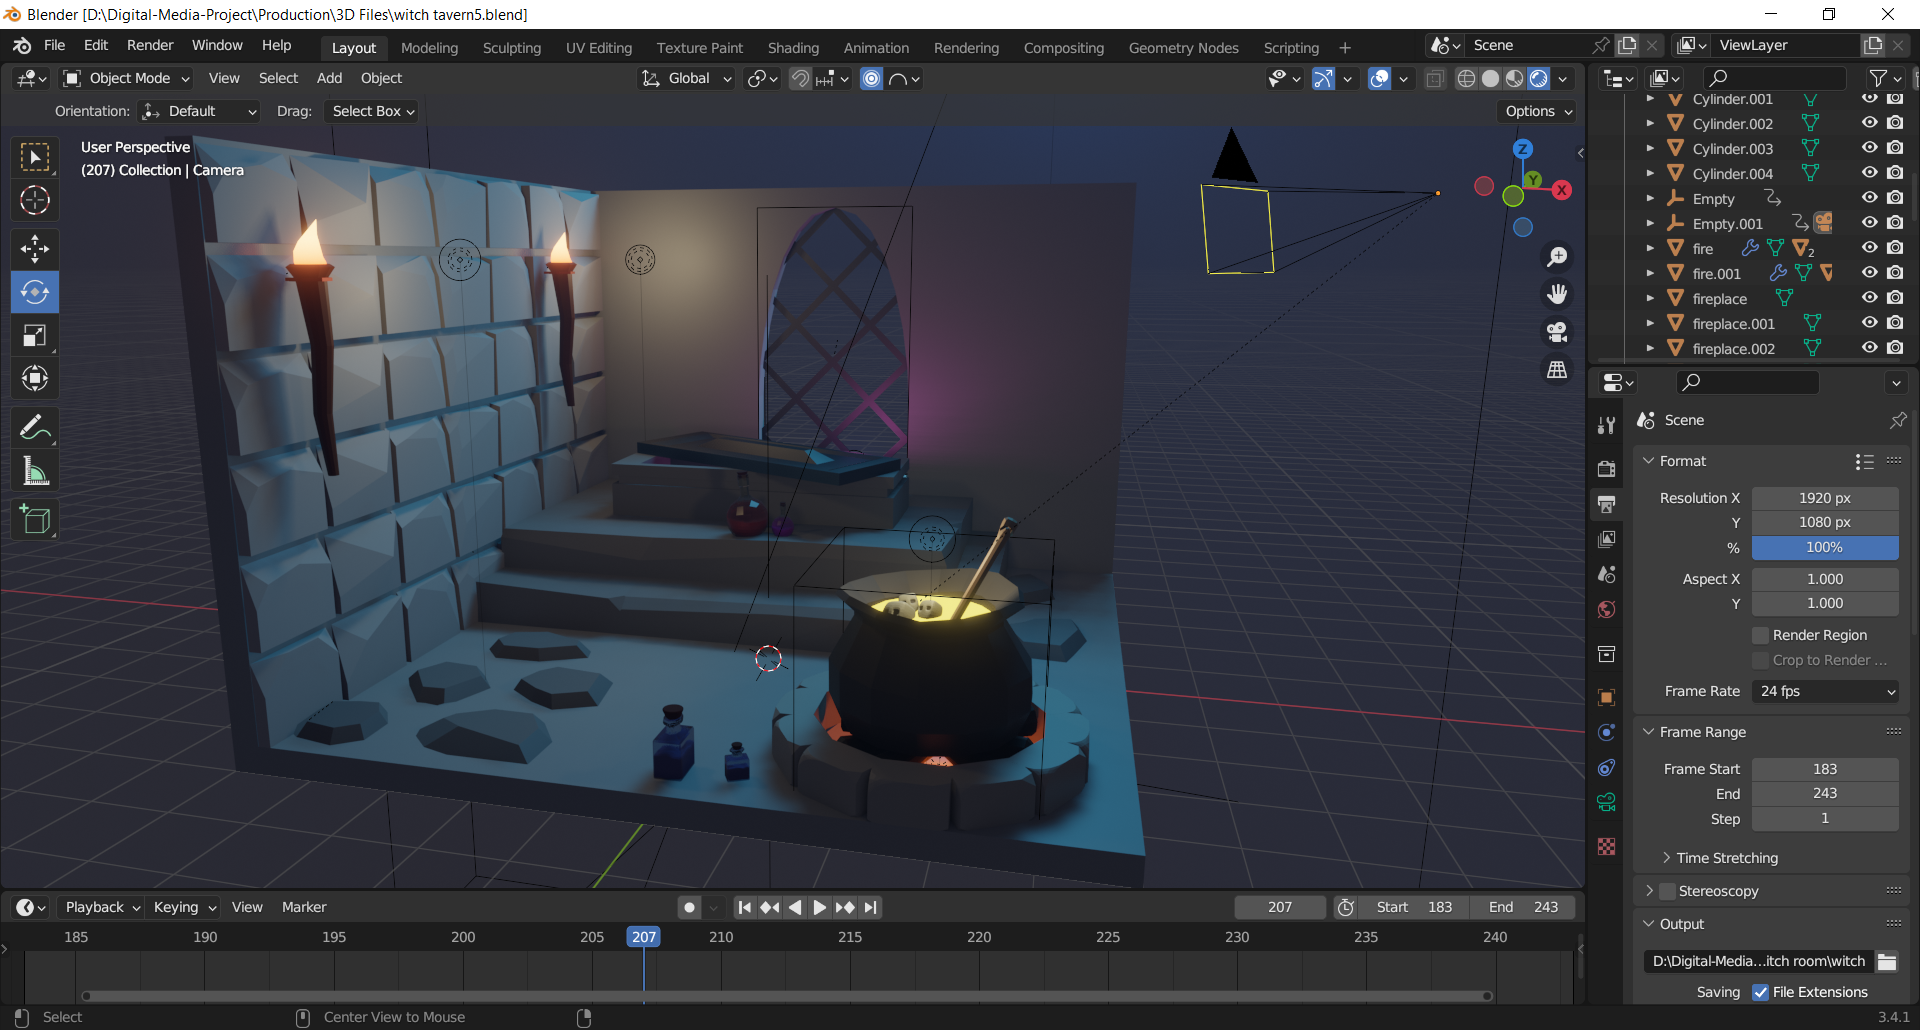 Blender [D:\Digital-Media-Project\Production\3D Files\witch tavern5.blend]
File Edit Render Window Help Layout Modeling Sculpting UV Editing Texture Paint Shading Animation Rendering Compositing Geometry Nodes Scripting + Scene ViewLayer
Object Mode View Select Add Object Global
Orientation: Default Drag: Select Box Options
User Perspective
(207) Collection | Camera
Z
Y
X
Cylinder.001
Cylinder.002
Cylinder.003
Cylinder.004
Empty
Empty.001
fire 2
fire.001
fireplace
fireplace.001
fireplace.002
Scene
Format
Resolution X 1920 px
Y 1080 px
% 100%
Aspect X 1.000
Y 1.000
Render Region
Crop to Render ...
Frame Rate 24 fps
Frame Range
Frame Start 183
End 243
Step 1
Time Stretching
Stereoscopy
Output
D:\Digital-Media...itch room\witch
Saving File Extensions
Playback Keying View Marker 207 Start 183 End 243
185 190 195 200 205 207 210 215 220 225 230 235 240
Select Center View to Mouse 3.4.1